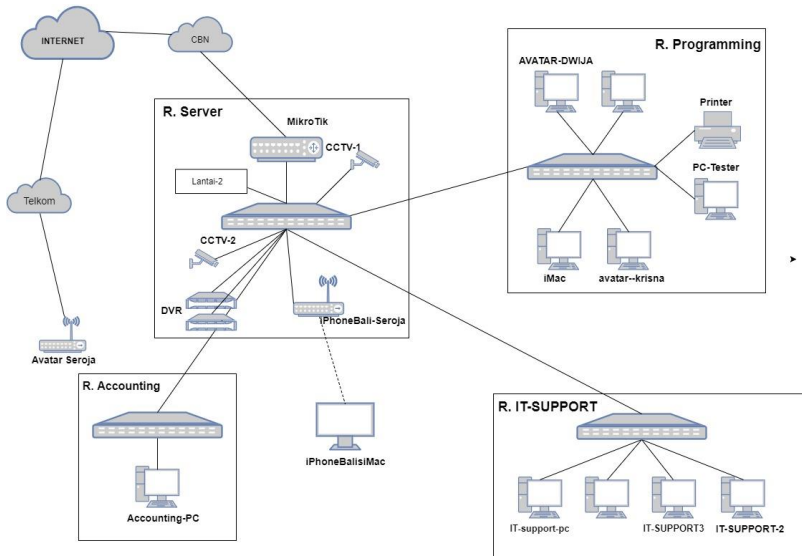 INTERNET
CBN
R. Programming
AVATAR-DWIJA
Printer
PC-Tester
iMac
avatar--krisna
R. Server
MikroTik
CCTV-1
Lantai-2
CCTV-2
DVR
iPhoneBali-Seroja
Telkom
Avatar Seroja
R. Accounting
Accounting-PC
iPhoneBalisiMac
R. IT-SUPPORT
IT-support-pc
IT-SUPPORT3
IT-SUPPORT-2